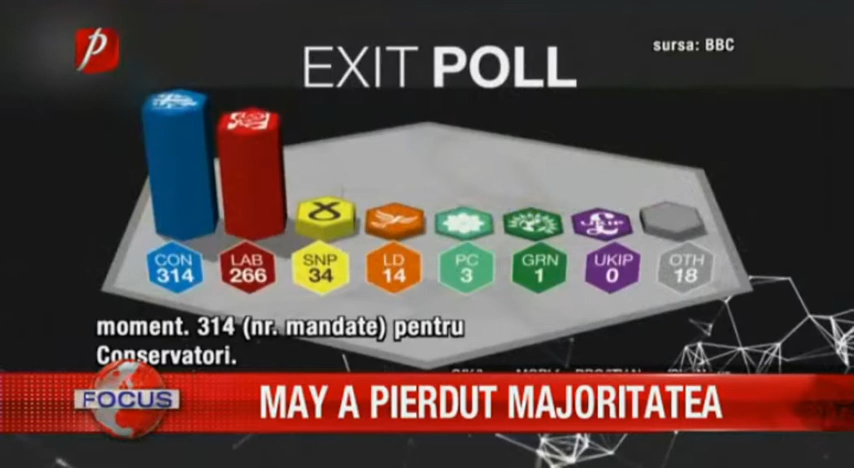 p
sursa: BBC
EXIT POLL
UKIP
CON LAB SNP LD PC GRN UKIP OTH
314 266 34 14 3 1 0 18
moment. 314 (nr. mandate) pentru
Conservatori.
FOCUS
MAY A PIERDUT MAJORITATEA